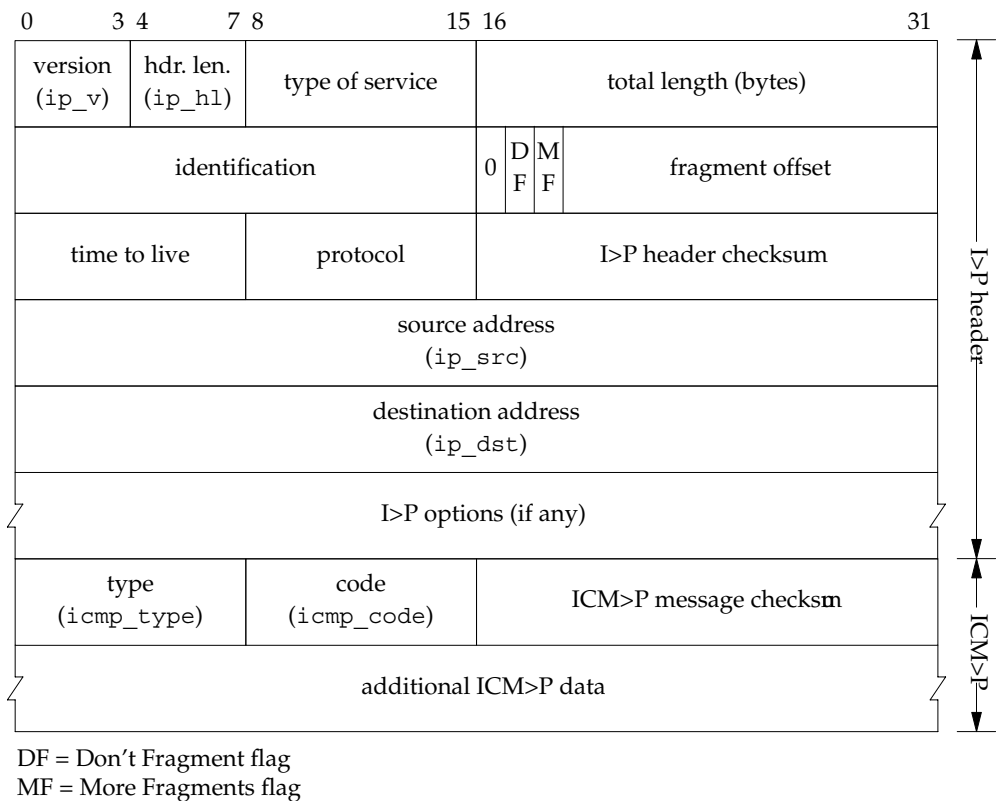 0 3 4 7 8 15 16 31
version hdr. len. type of service total length (bytes)
(ip_v) (ip_hl)
identification 0 D M fragment offset
F F
time to live protocol I>P header checksum
source address
(ip_src)
destination address
(ip_dst)
I>P options (if any)
I>P header
type code ICM>P message checksm
(icmp_type) (icmp_code)
additional ICM>P data
ICM>P
DF = Don't Fragment flag
MF = More Fragments flag